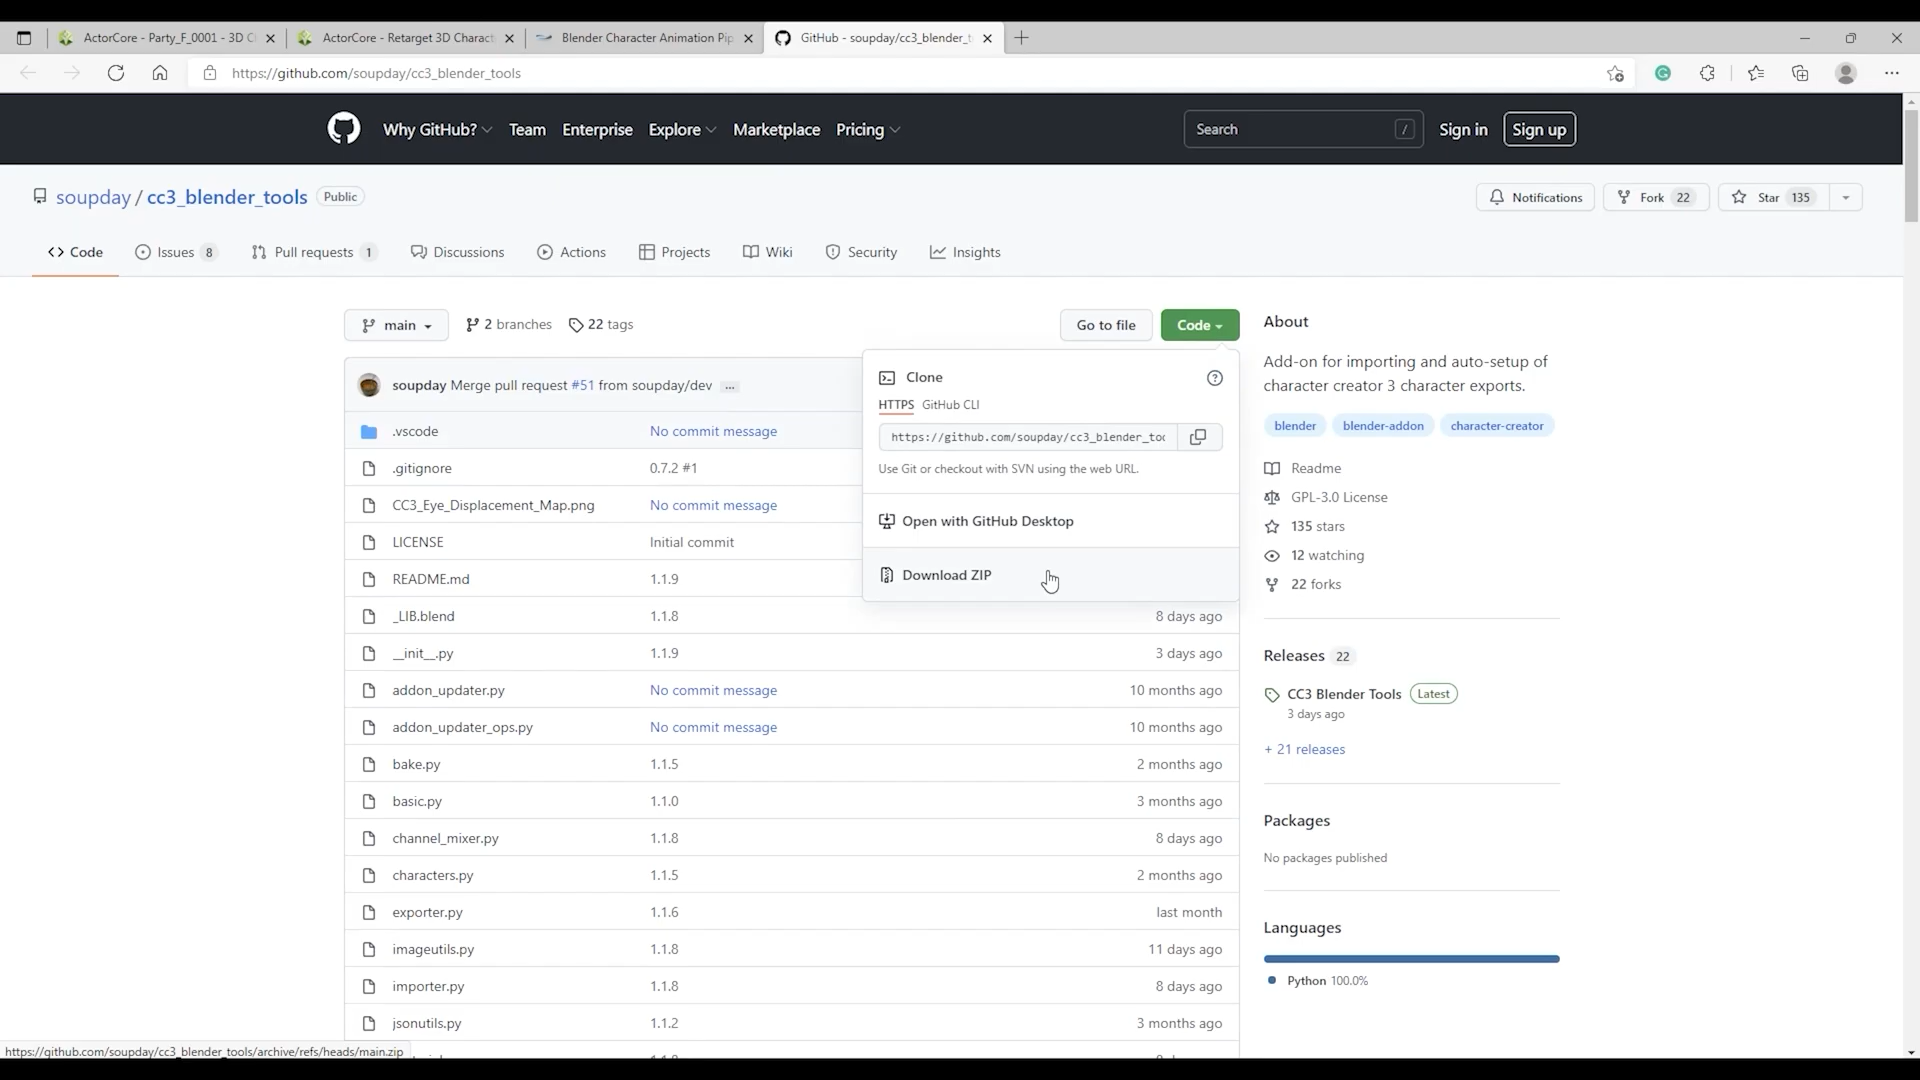 ActorCore - Party_F_0001 - 3D C
ActorCore - Retarget 3D Charact
Blender Character Animation Pip
GitHub - soupday/cc3_blender_t
https://github.com/soupday/cc3_blender_tools
Why GitHub? Team Enterprise Explore Marketplace Pricing
Search /
Sign in Sign up
soupday / cc3_blender_tools Public
Notifications Fork 22 Star 135
Code Issues 8 Pull requests 1 Discussions Actions Projects Wiki Security Insights
main 2 branches 22 tags
Go to file Code
soupday Merge pull request #51 from soupday/dev ...
Clone
HTTPS GitHub CLI
https://github.com/soupday/cc3_blender_too
Use Git or checkout with SVN using the web URL.
Open with GitHub Desktop
Download ZIP
.vscode No commit message
.gitignore 0.7.2 #1
CC3_Eye_Displacement_Map.png No commit message
LICENSE Initial commit
README.md 1.1.9
_LIB.blend 1.1.8 8 days ago
__init__.py 1.1.9 3 days ago
addon_updater.py No commit message 10 months ago
addon_updater_ops.py No commit message 10 months ago
bake.py 1.1.5 2 months ago
basic.py 1.1.0 3 months ago
channel_mixer.py 1.1.8 8 days ago
characters.py 1.1.5 2 months ago
exporter.py 1.1.6 last month
imageutils.py 1.1.8 11 days ago
importer.py 1.1.8 8 days ago
jsonutils.py 1.1.2 3 months ago
About
Add-on for importing and auto-setup of
character creator 3 character exports.
blender blender-addon character-creator
Readme
GPL-3.0 License
135 stars
12 watching
22 forks
Releases 22
CC3 Blender Tools Latest
3 days ago
+ 21 releases
Packages
No packages published
Languages
Python 100.0%
https://github.com/soupday/cc3_blender_tools/archive/refs/heads/main.zip